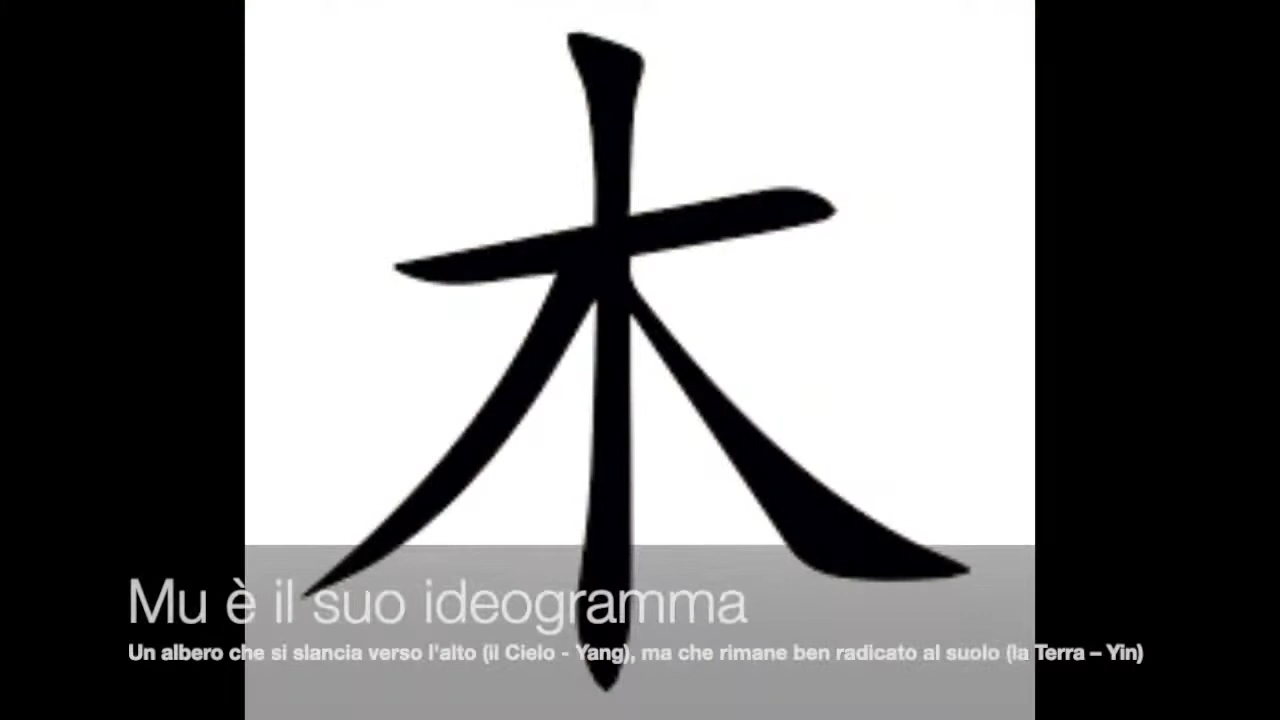 木
Mu è il suo ideogramma
Un albero che si slancia verso l'alto (il Cielo - Yang), ma che rimane ben radicato al suolo (la Terra – Yin)